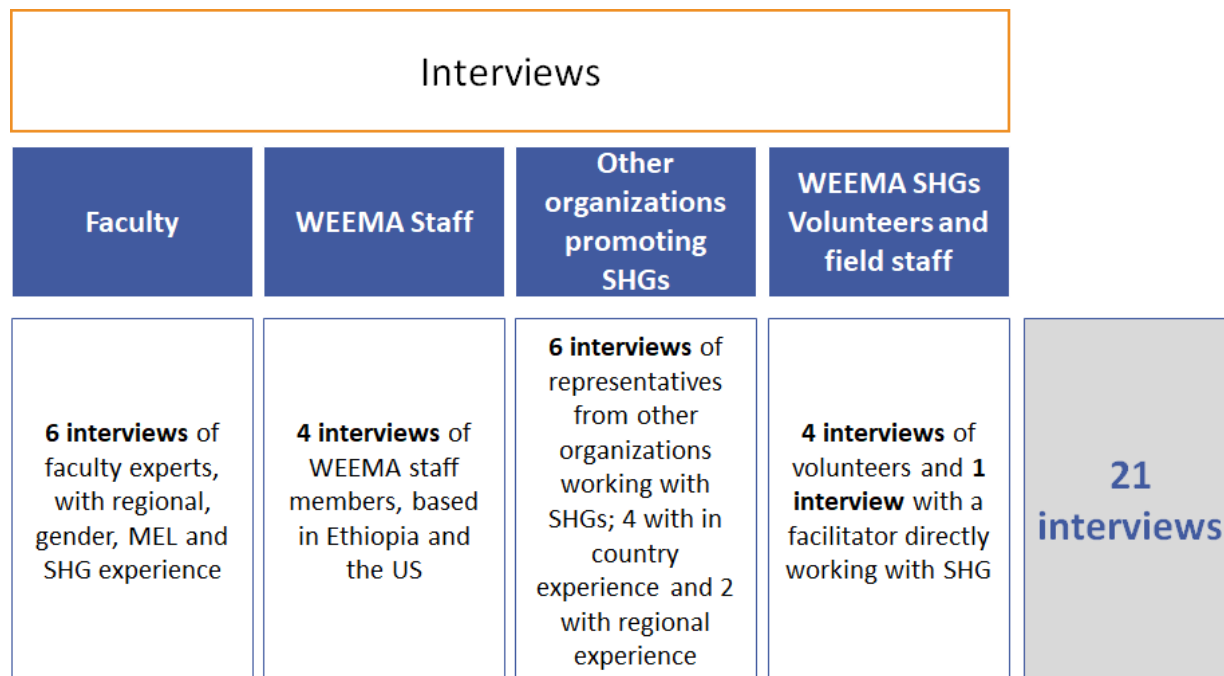 Interviews
Faculty
WEEMA Staff
Other
organizations
promoting
SHGs
WEEMA SHGs
Volunteers and
field staff
6 interviews of
faculty experts,
with regional,
gender, MEL and
SHG experience
4 interviews of
WEEMA staff
members, based
in Ethiopia and
the US
6 interviews of
representatives
from other
organizations
working with
SHGs; 4 with in
country
experience and 2
with regional
experience
4 interviews of
volunteers and 1
interview with a
facilitator directly
working with SHG
21
interviews